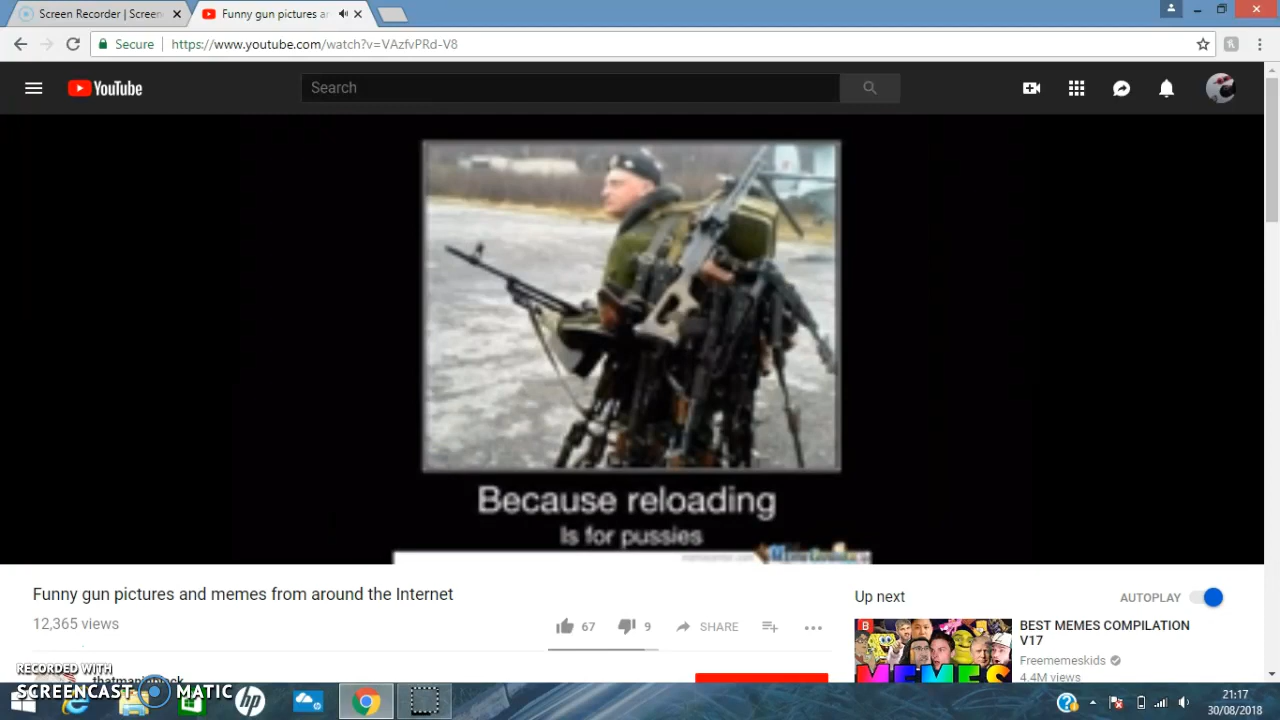 Screen Recorder | Screen
Funny gun pictures a
Secure
https://www.youtube.com/watch?v=VAzfvPRd-V8
YouTube
Search
Because reloading
Is for pussies
Funny gun pictures and memes from around the Internet
12,365 views
67
9
SHARE
Up next
AUTOPLAY
B
BEST MEMES COMPILATION
V17
Freememeskids
4.4M views
MEMES
RECORDED WITH
SCREENCAST MATIC
hp
21:17
30/08/2018